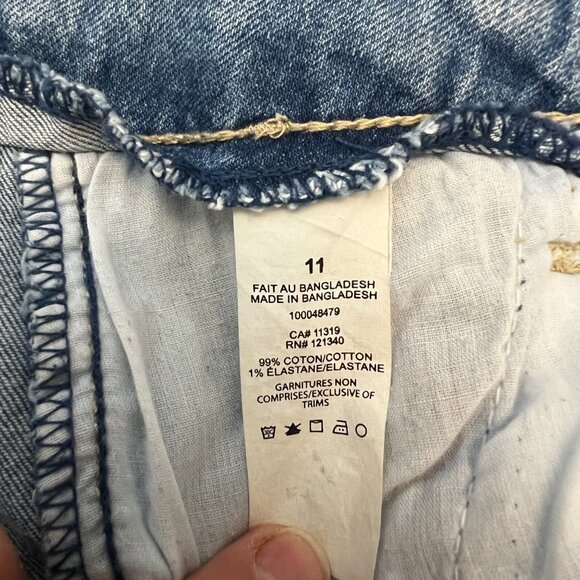 11
FAIT AU BANGLADESH
MADE IN BANGLADESH
100048479
CA# 11319
RN# 121340
99% COTON/COTTON
1% ÉLASTANE/ELASTANE
GARNITURES NON
COMPRISES/EXCLUSIVE OF
TRIMS